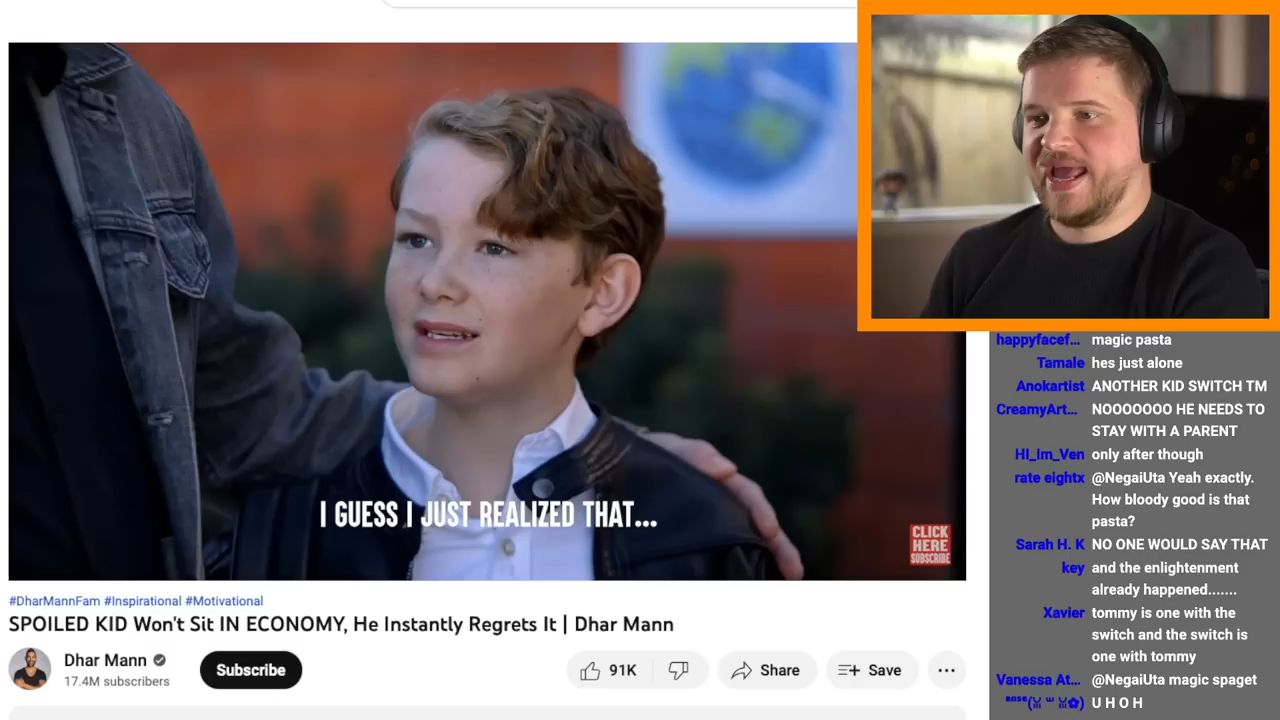 I GUESS I JUST REALIZED THAT...
CLICK
HERE
SUBSCRIBE
#DharMannFam #Inspirational #Motivational
SPOILED KID Won't Sit IN ECONOMY, He Instantly Regrets It | Dhar Mann
Dhar Mann
17.4M subscribers
Subscribe
91K
Share
Save
happyfacef... magic pasta
Tamale hes just alone
Anokartist ANOTHER KID SWITCH TM
CreamyArt... NOOOOOOO HE NEEDS TO
STAY WITH A PARENT
HI_Im_Ven only after though
rate eightx @NegaiUta Yeah exactly.
How bloody good is that
pasta?
Sarah H. K NO ONE WOULD SAY THAT
key and the enlightenment
already happened.......
Xavier tommy is one with the
switch and the switch is
one with tommy
Vanessa At... @NegaiUta magic spaget
U H O H